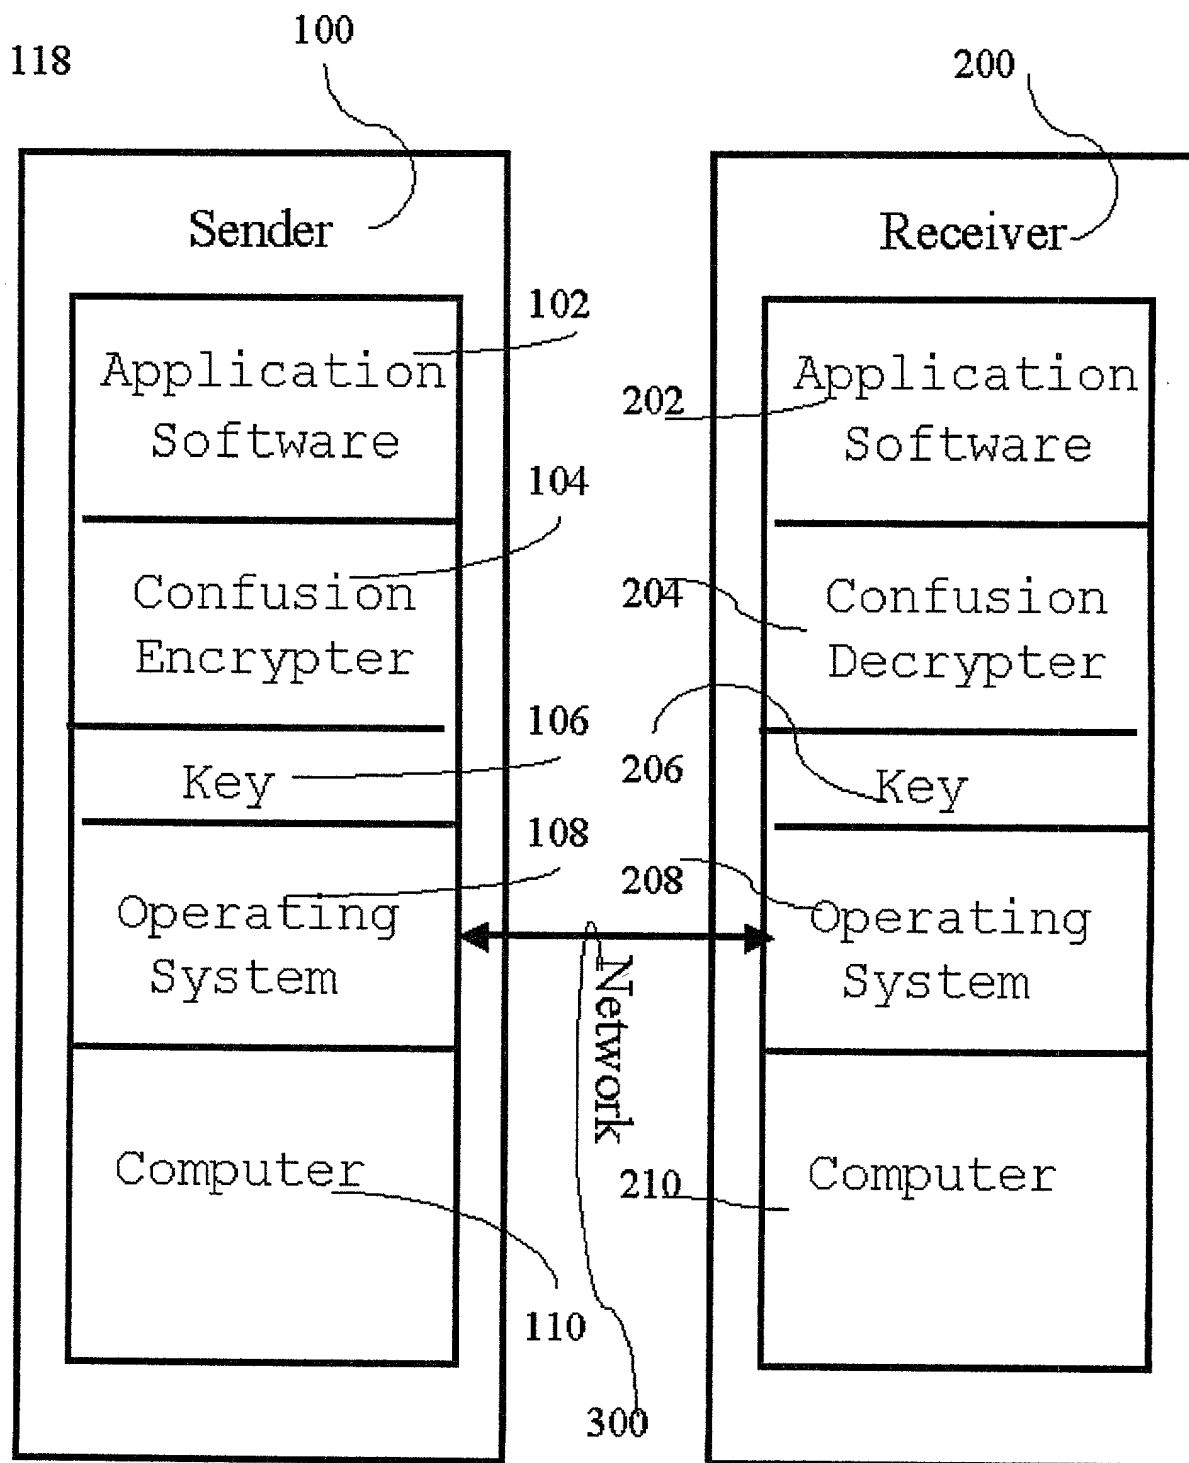 118
100
200
Sender
Receiver
102
Application
Software
202
Application
Software
104
Confusion
Encrypter
204
Confusion
Decrypter
106
Key
206
Key
108
Operating
System
208
Operating
System
Network
Computer
110
210
Computer
300